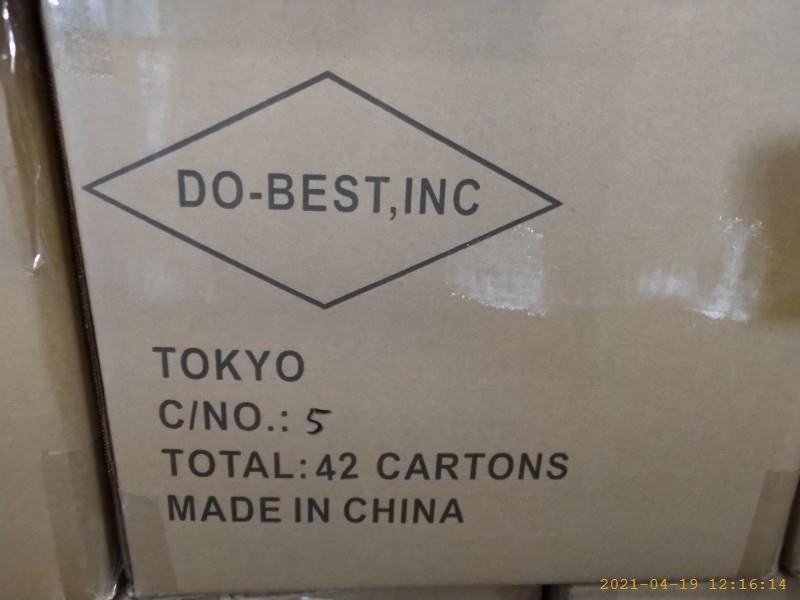 DO-BEST,INC
TOKYO
C/NO.: 5
TOTAL: 42 CARTONS
MADE IN CHINA
2021-04-19 12:16:14